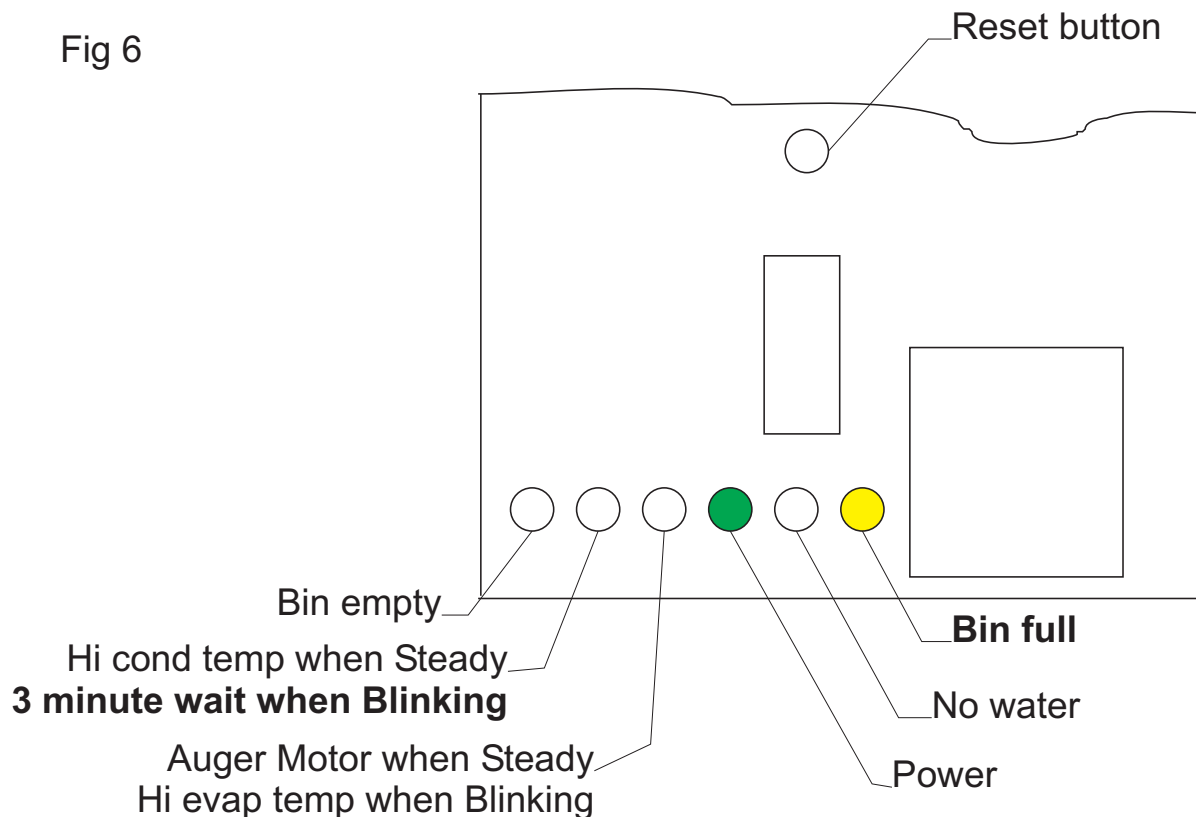 Fig 6
Reset button
Bin empty
Hi cond temp when Steady
3 minute wait when Blinking
Auger Motor when Steady
Hi evap temp when Blinking
Bin full
No water
Power